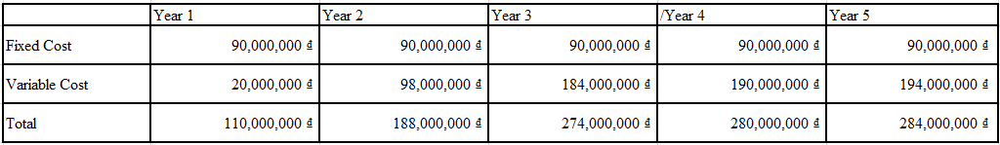 Year 1 Year 2 Year 3 /Year 4 Year 5
Fixed Cost 90,000,000 ₫ 90,000,000 ₫ 90,000,000 ₫ 90,000,000 ₫ 90,000,000 ₫
Variable Cost 20,000,000 ₫ 98,000,000 ₫ 184,000,000 ₫ 190,000,000 ₫ 194,000,000 ₫
Total 110,000,000 ₫ 188,000,000 ₫ 274,000,000 ₫ 280,000,000 ₫ 284,000,000 ₫